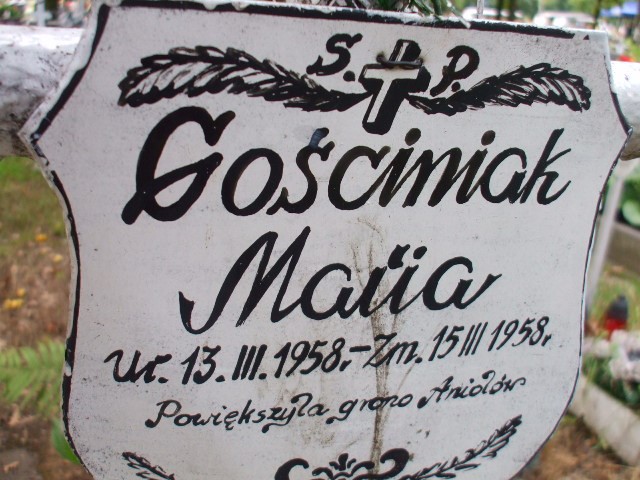 S. P.
Gościniak
Maria
Ur. 13. III. 1958. - Zm. 15 III 1958.
Powiększyła grono Aniołów